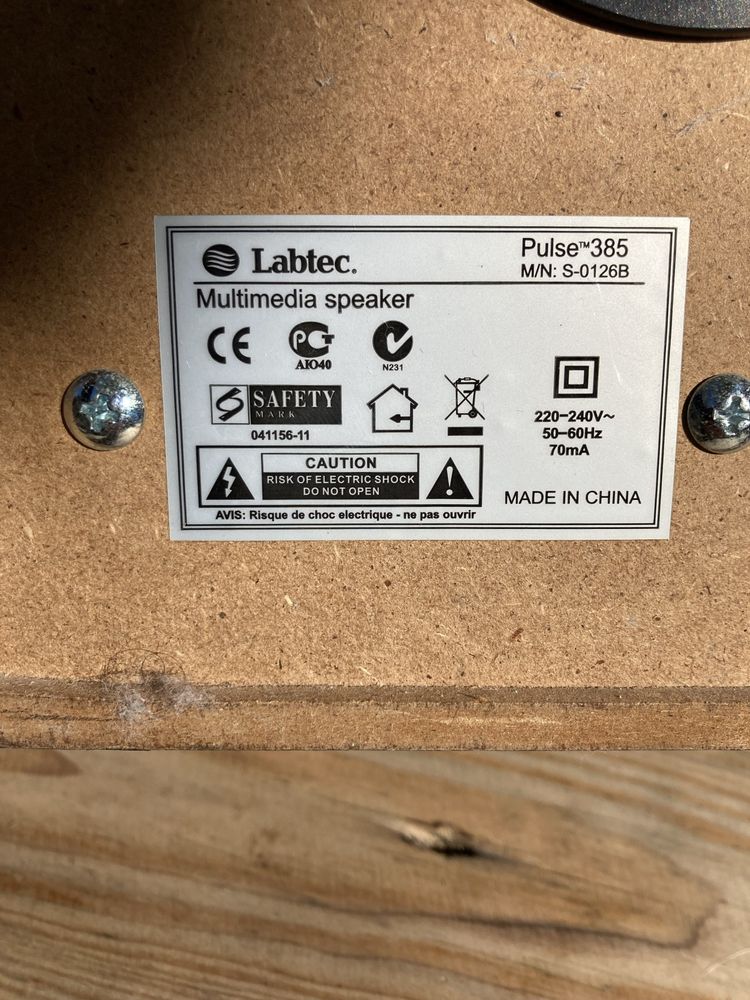 Labtec®
Pulse™385
M/N: S-0126B
Multimedia speaker
CE
PCT
AIO40
N231
SAFETY
MARK
041156-11
220-240V~
50-60Hz
70mA
CAUTION
RISK OF ELECTRIC SHOCK
DO NOT OPEN
AVIS: Risque de choc electrique - ne pas ouvrir
MADE IN CHINA